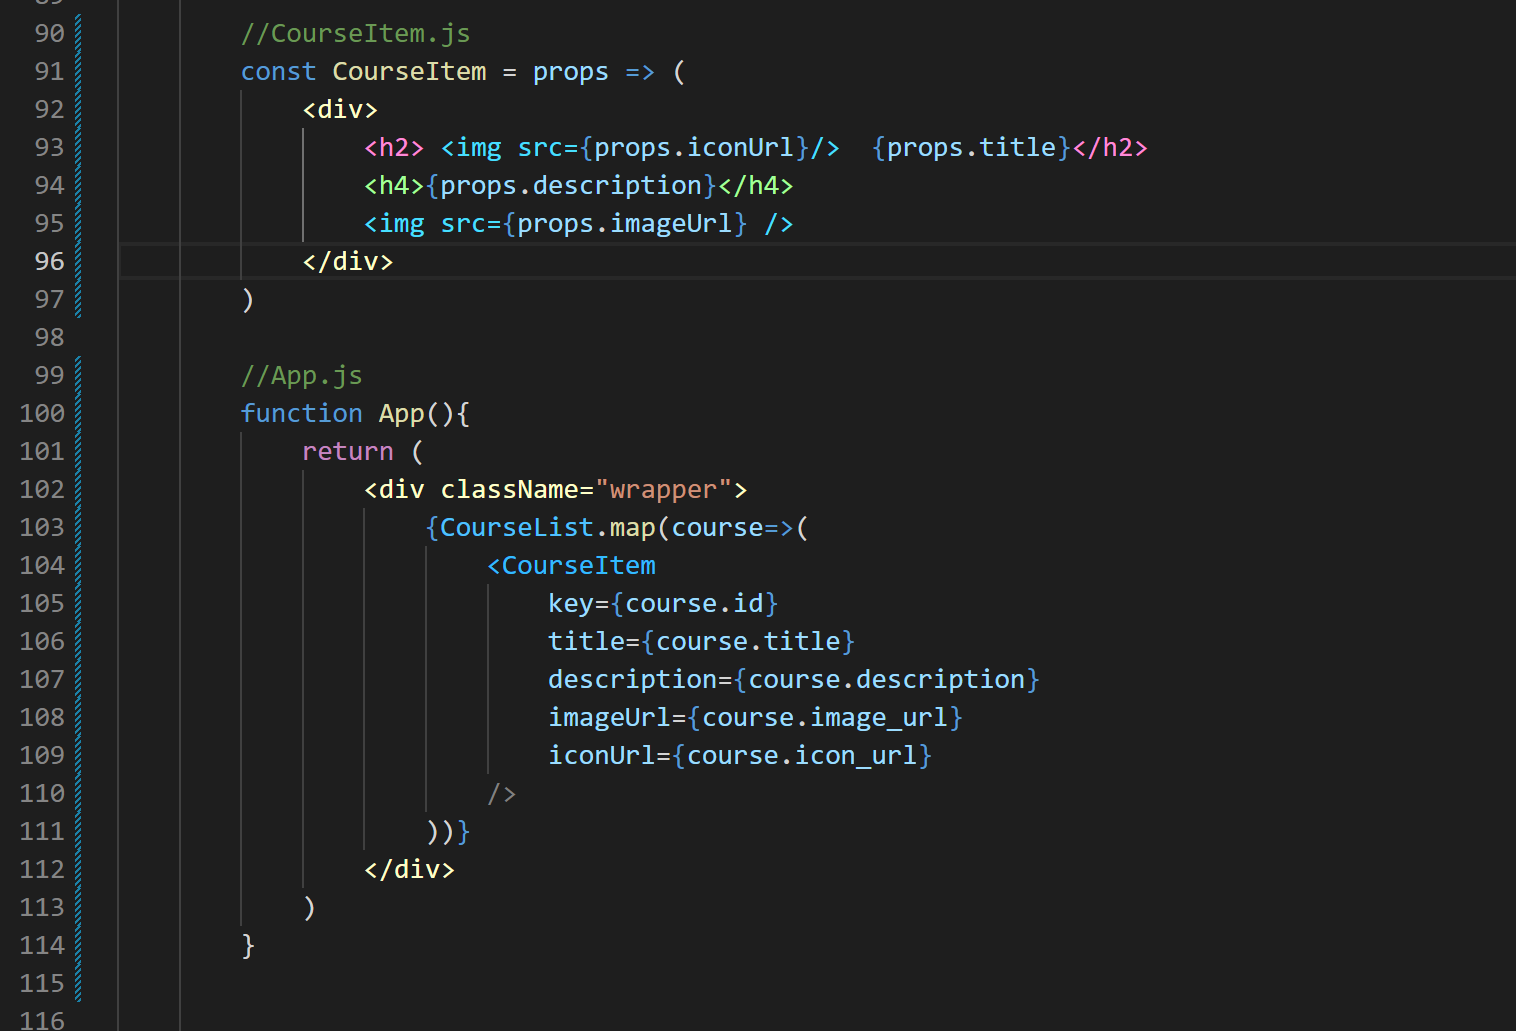 89
90 //CourseItem.js
91 const CourseItem = props => (
92 <div>
93 <h2> <img src={props.iconUrl}/>  {props.title}</h2>
94 <h4>{props.description}</h4>
95 <img src={props.imageUrl} />
96 </div>
97 )
98
99 //App.js
100 function App(){
101 return (
102 <div className="wrapper">
103 {CourseList.map(course=>(
104 <CourseItem
105 key={course.id}
106 title={course.title}
107 description={course.description}
108 imageUrl={course.image_url}
109 iconUrl={course.icon_url}
110 />
111 ))}
112 </div>
113 )
114 }
115
116